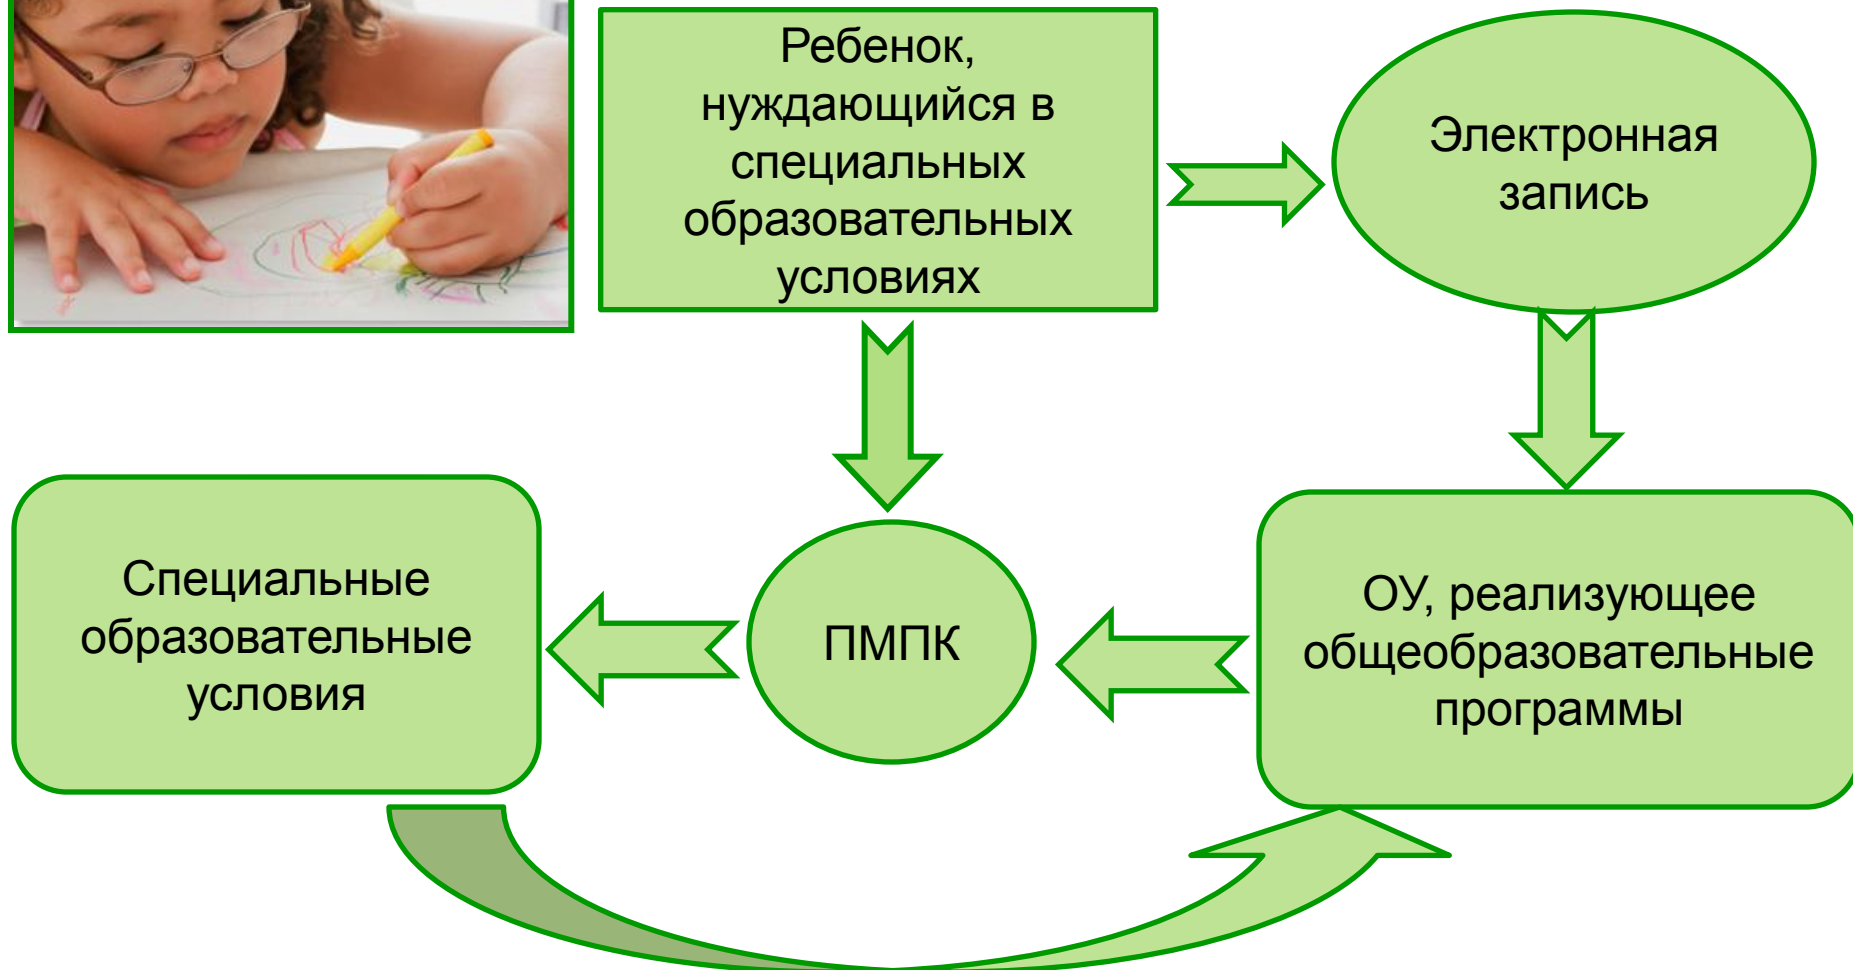 Ребенок,
нуждающийся в
специальных
образовательных
условиях
Электронная
запись
Специальные
образовательные
условия
ПМПК
ОУ, реализующее
общеобразовательные
программы